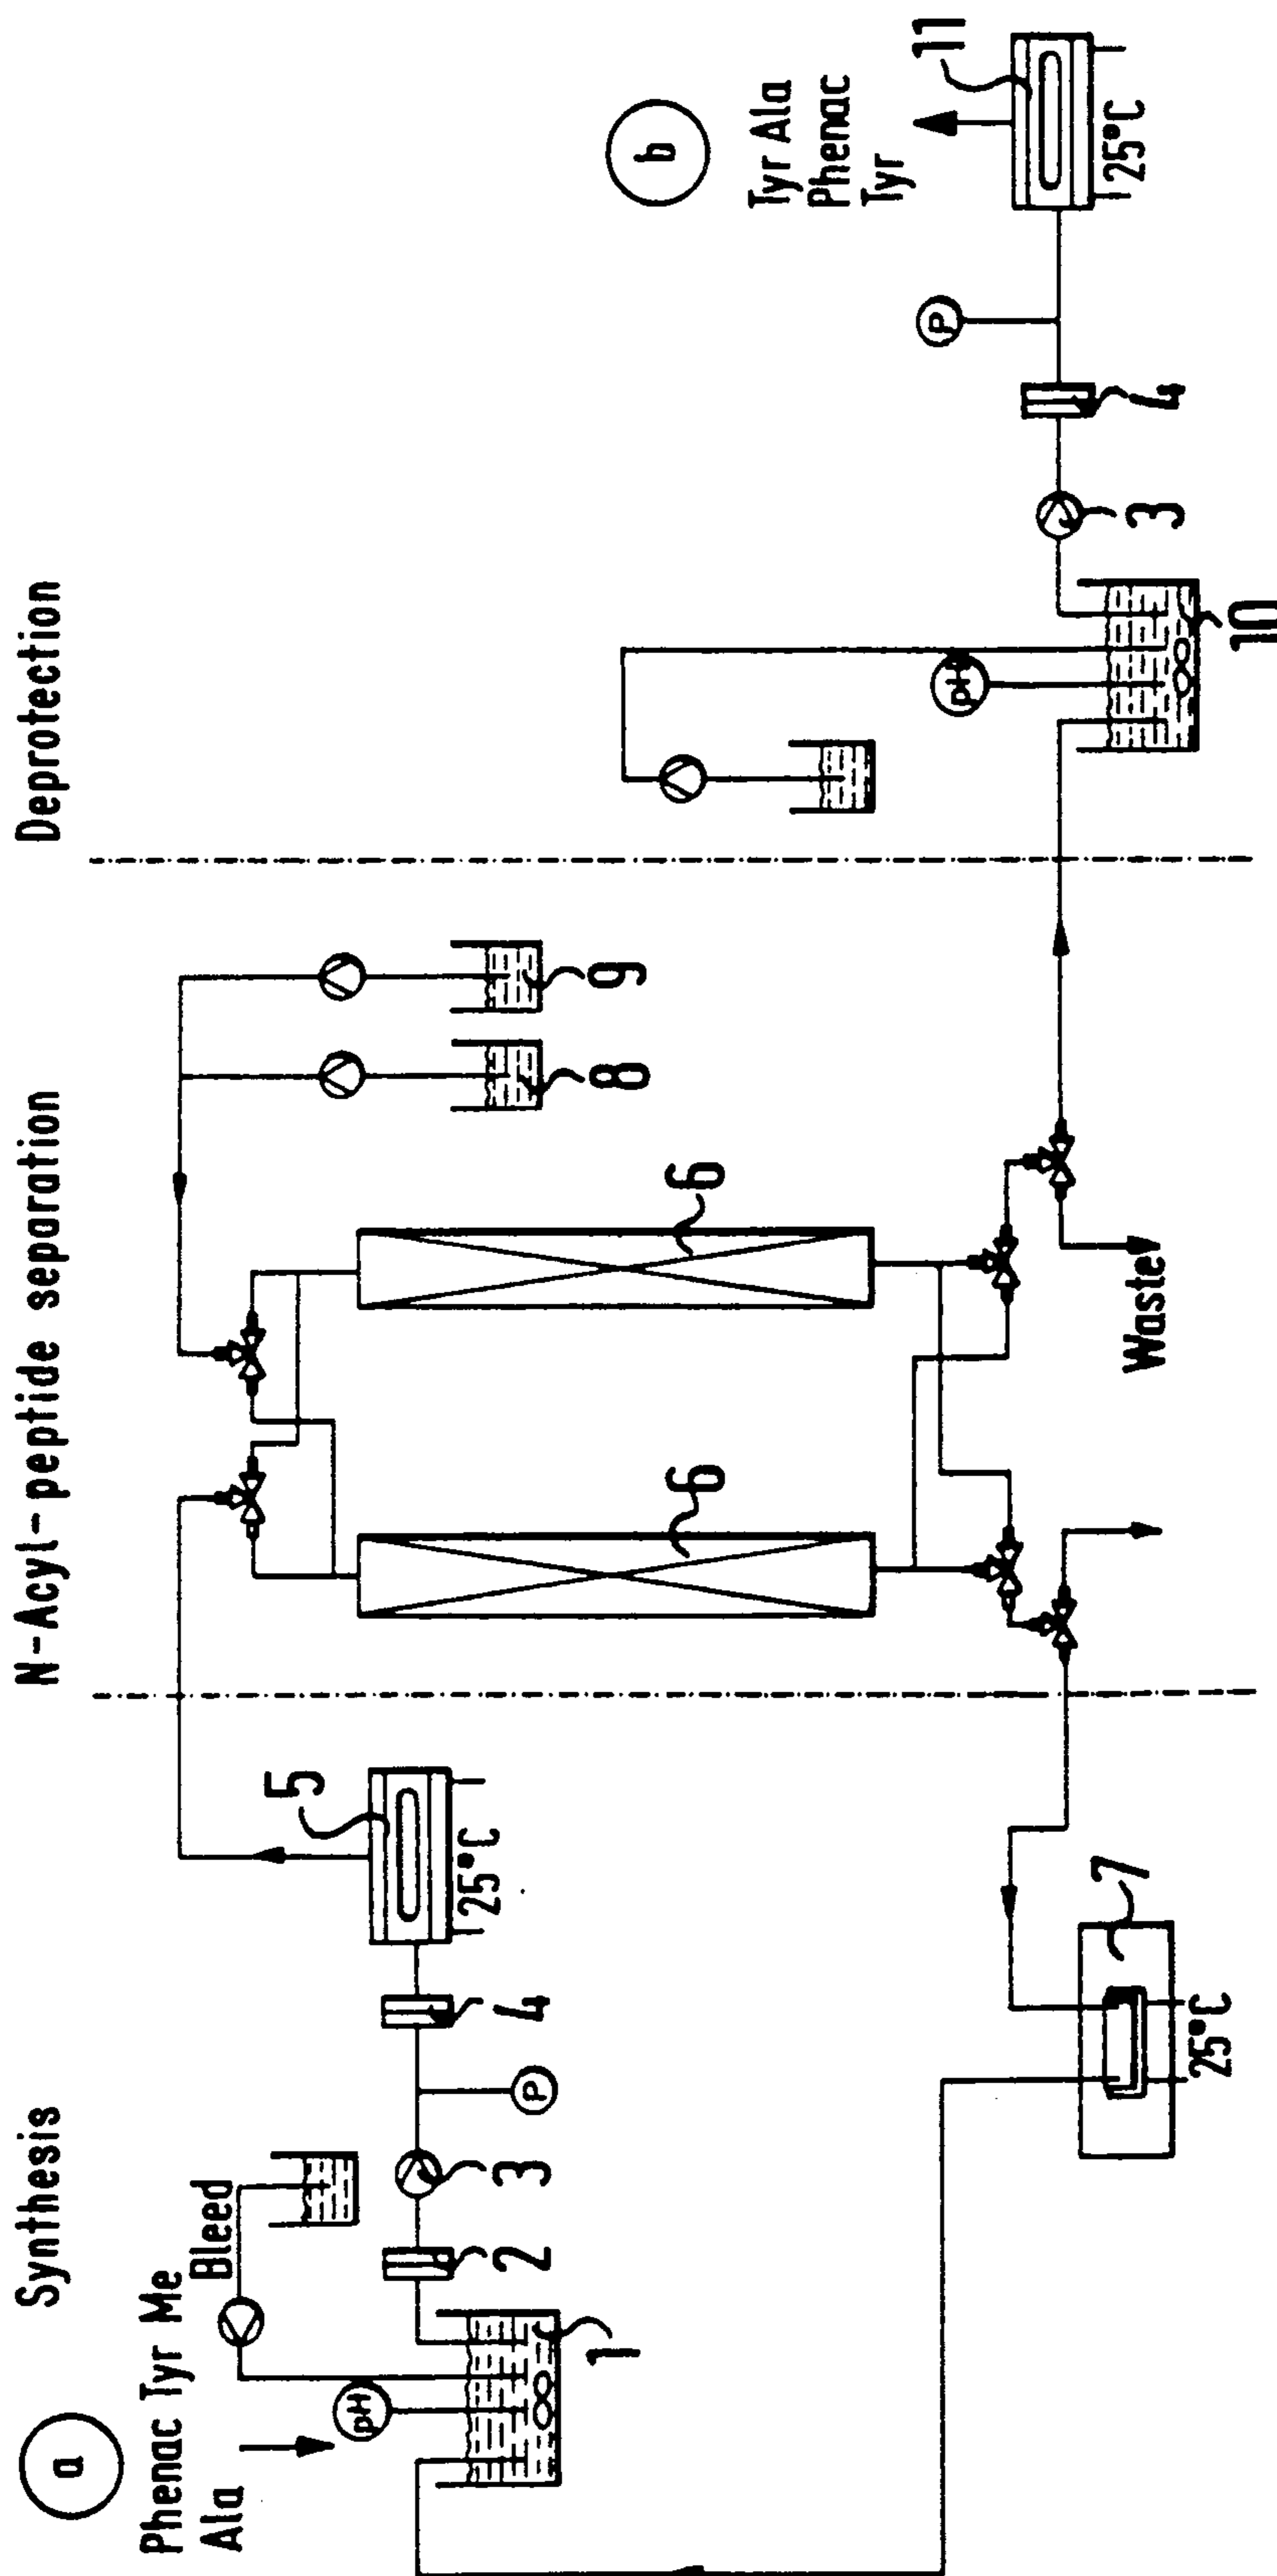 Synthesis
N-Acyl-peptide separation
Deprotection
a
Phenac Tyr Me
Ala
Bleed
pH
1
2
3
P
4
5
25°C
7
25°C
6
6
8
9
Waste
pH
10
3
4
P
11
25°C
b
Tyr Ala
Phenac
Tyr